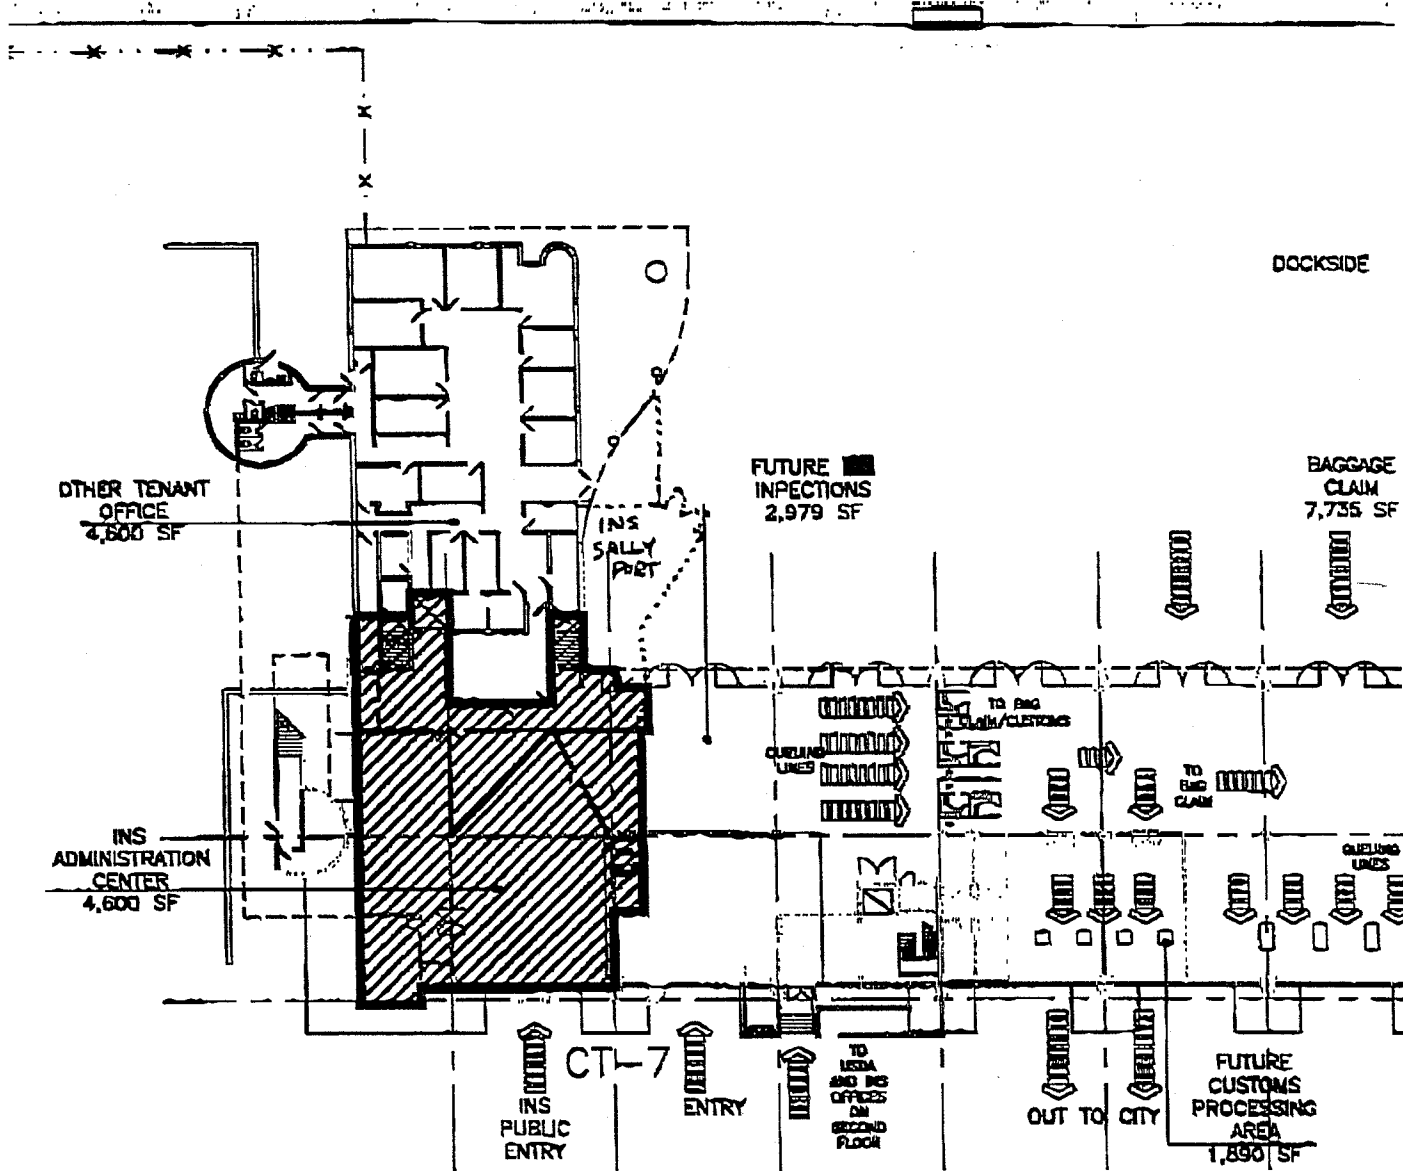 DOCKSIDE
OTHER TENANT
OFFICE
4,600 SF
FUTURE
INPECTIONS
2,979 SF
BAGGAGE
CLAIM
7,735 SF
INS
SALLY
PORT
TO BAG
CLAIM/CUSTOMS
QUEUING
LINES
TO
BAG
CLAIM
INS
ADMINISTRATION
CENTER
4,600 SF
QUEUING
LINES
CTL-7
INS
PUBLIC
ENTRY
ENTRY
TO
USDA
AND INS
OFFICES
ON
SECOND
FLOOR
OUT TO CITY
FUTURE
CUSTOMS
PROCESSING
AREA
1,890 SF